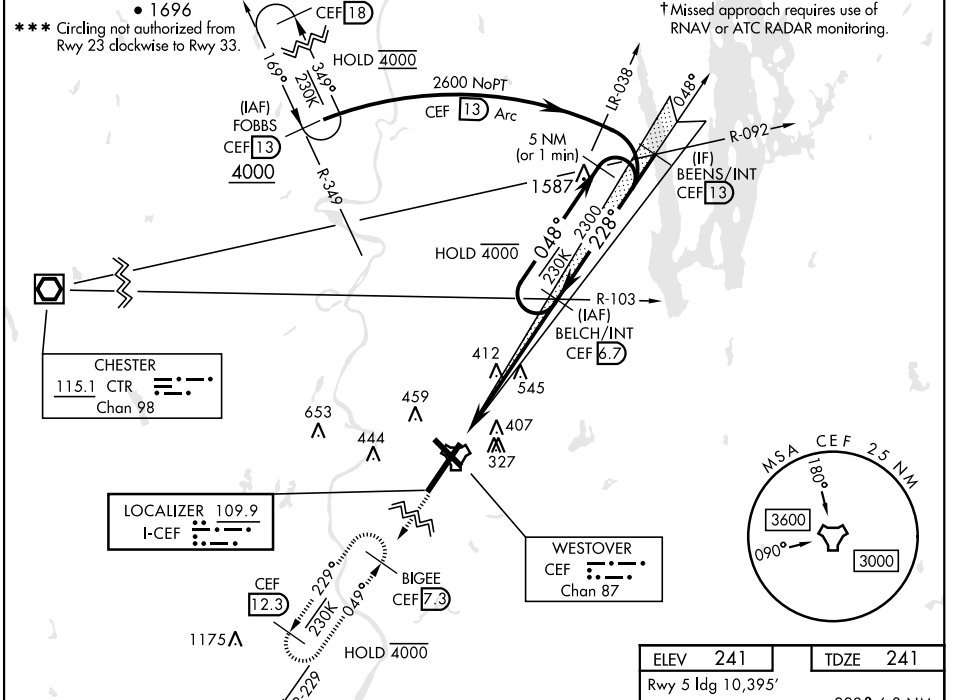 • 1696
*** Circling not authorized from
Rwy 23 clockwise to Rwy 33.
CEF 18
† Missed approach requires use of
RNAV or ATC RADAR monitoring.
HOLD 4000
169°
349°
230K
2600 NoPT
CEF 13 Arc
LR-038
048°
(IAF)
FOBBS
CEF 13
4000
R-349
5 NM
(or 1 min)
1587
R-092
(IF)
BEENS/INT
CEF 13
HOLD 4000
048°
230K
2300
228°
R-103
(IAF)
BELCH/INT
CEF 6.7
CHESTER
115.1 CTR
Chan 98
412
545
459
653
444
407
327
LOCALIZER 109.9
I-CEF
WESTOVER
CEF
Chan 87
MSA CEF 25 NM
180°
3600
090°
3000
CEF
12.3
229°
049°
230K
BIGEE
CEF 7.3
1175
HOLD 4000
-229
ELEV 241
TDZE 241
Rwy 5 ldg 10,395'